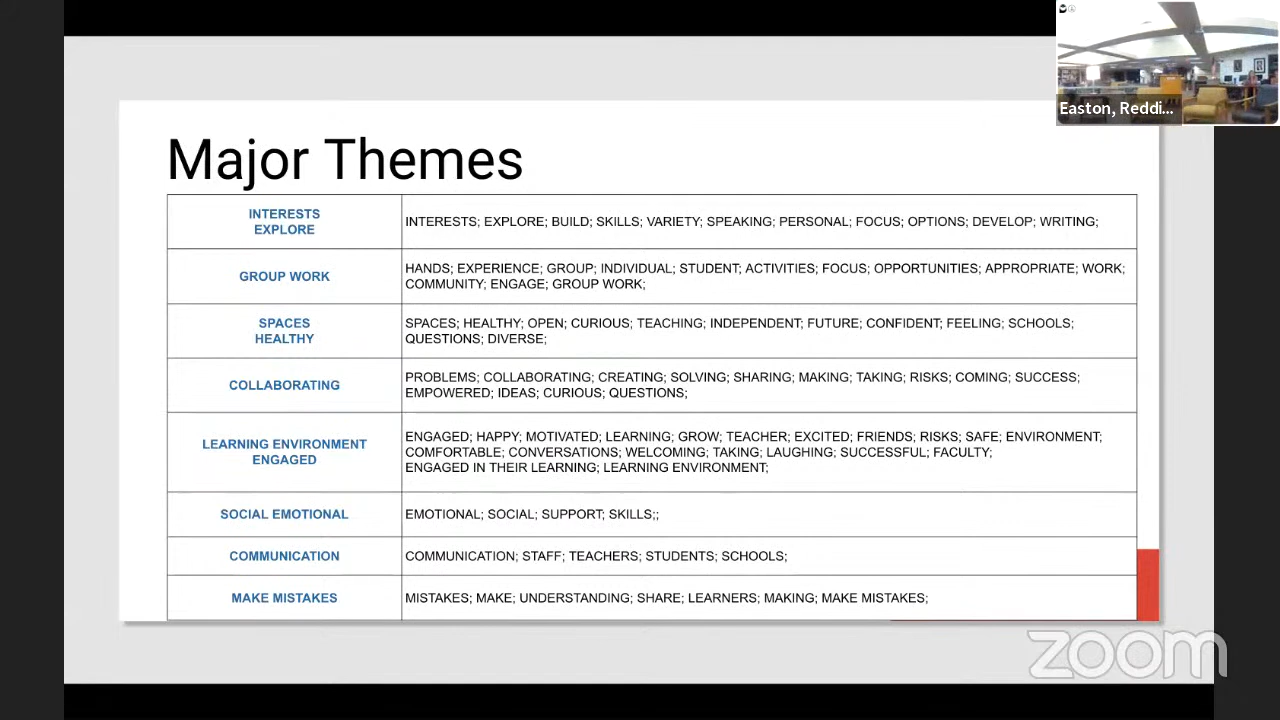 Easton, Reddi...
Major Themes
INTERESTS
EXPLORE
INTERESTS; EXPLORE; BUILD; SKILLS; VARIETY; SPEAKING; PERSONAL; FOCUS; OPTIONS; DEVELOP; WRITING;
GROUP WORK
HANDS; EXPERIENCE; GROUP; INDIVIDUAL; STUDENT; ACTIVITIES; FOCUS; OPPORTUNITIES; APPROPRIATE; WORK;
COMMUNITY; ENGAGE; GROUP WORK;
SPACES
HEALTHY
SPACES; HEALTHY; OPEN; CURIOUS; TEACHING; INDEPENDENT; FUTURE; CONFIDENT; FEELING; SCHOOLS;
QUESTIONS; DIVERSE;
COLLABORATING
PROBLEMS; COLLABORATING; CREATING; SOLVING; SHARING; MAKING; TAKING; RISKS; COMING; SUCCESS;
EMPOWERED; IDEAS; CURIOUS; QUESTIONS;
LEARNING ENVIRONMENT
ENGAGED
ENGAGED; HAPPY; MOTIVATED; LEARNING; GROW; TEACHER; EXCITED; FRIENDS; RISKS; SAFE; ENVIRONMENT;
COMFORTABLE; CONVERSATIONS; WELCOMING; TAKING; LAUGHING; SUCCESSFUL; FACULTY;
ENGAGED IN THEIR LEARNING; LEARNING ENVIRONMENT;
SOCIAL EMOTIONAL
EMOTIONAL; SOCIAL; SUPPORT; SKILLS;;
COMMUNICATION
COMMUNICATION; STAFF; TEACHERS; STUDENTS; SCHOOLS;
MAKE MISTAKES
MISTAKES; MAKE; UNDERSTANDING; SHARE; LEARNERS; MAKING; MAKE MISTAKES;
zoom